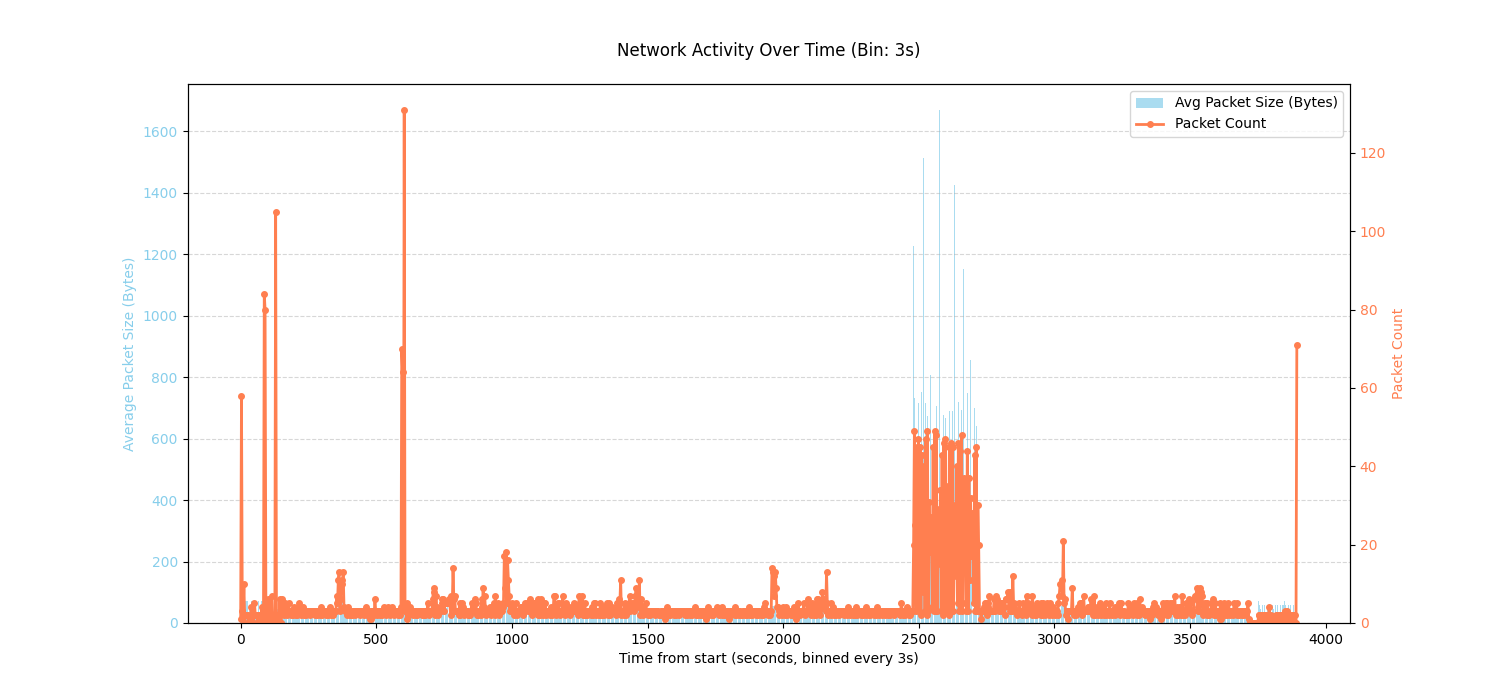 Network Activity Over Time (Bin: 3s)
Avg Packet Size (Bytes)
Packet Count
Average Packet Size (Bytes)
1600
1400
1200
1000
800
600
400
200
0
120
100
80
60
40
20
0
Packet Count
0 500 1000 1500 2000 2500 3000 3500 4000
Time from start (seconds, binned every 3s)